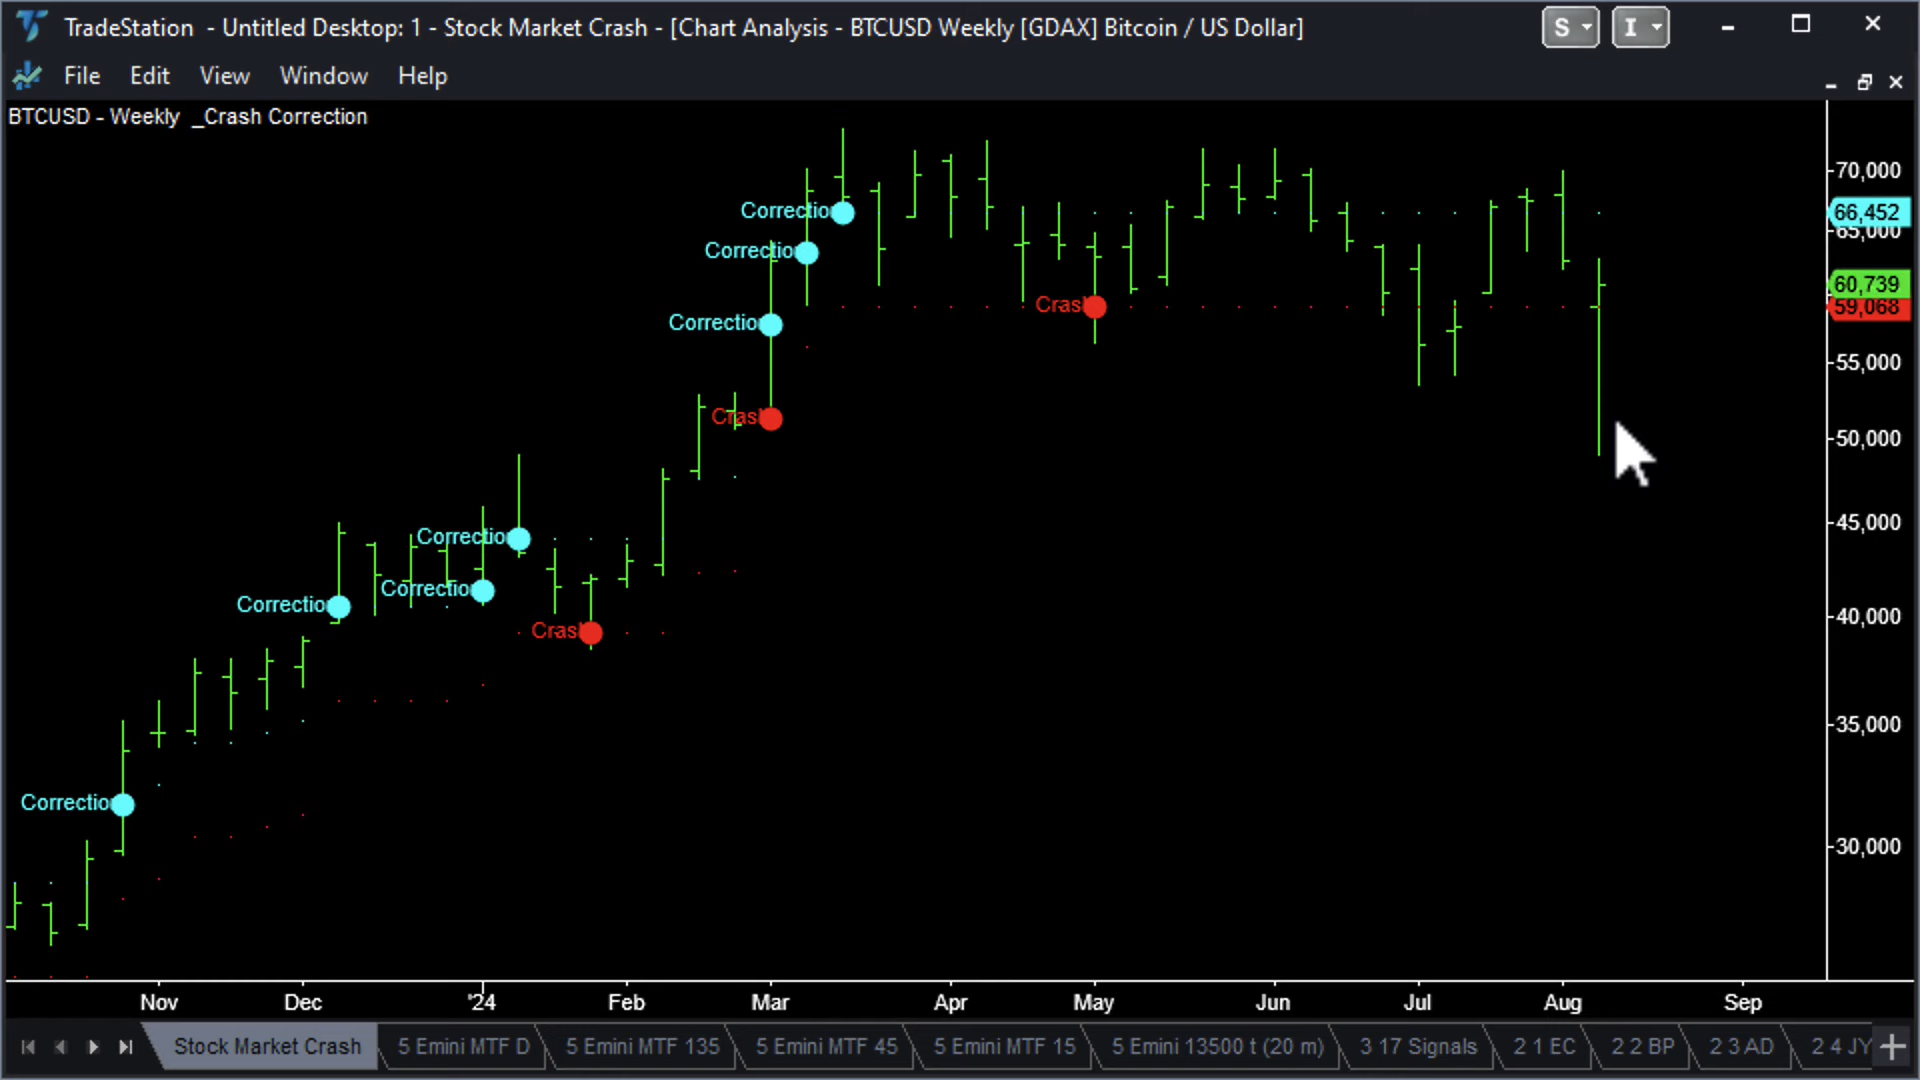 TradeStation - Untitled Desktop: 1 - Stock Market Crash - [Chart Analysis - BTCUSD Weekly [GDAX] Bitcoin / US Dollar]
S
I
File Edit View Window Help
BTCUSD - Weekly _Crash Correction
70,000
Correctio
66,452
65,000
Correctio
60,739
Cras
59,068
Correctio
55,000
Cras
50,000
45,000
Correctio
Correctio
Correctio
40,000
Cras
35,000
Correctio
30,000
Nov Dec '24 Feb Mar Apr May Jun Jul Aug Sep
Stock Market Crash 5 Emini MTF D 5 Emini MTF 135 5 Emini MTF 45 5 Emini MTF 15 5 Emini 13500 t (20 m) 3 17 Signals 2 1 EC 2 2 BP 2 3 AD 2 4 JY